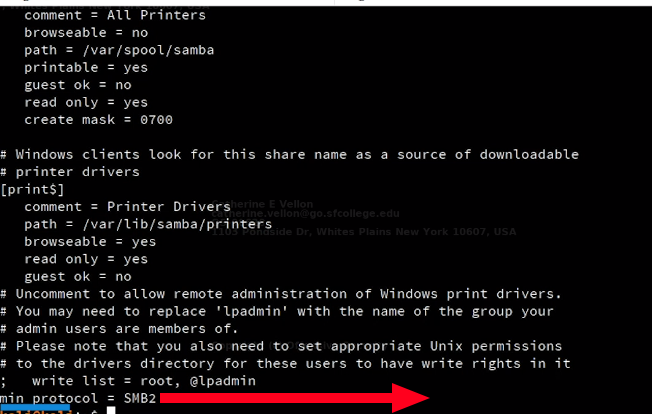 comment = All Printers
browseable = no
path = /var/spool/samba
printable = yes
guest ok = no
read only = yes
create mask = 0700
# Windows clients look for this share name as a source of downloadable
# printer drivers
[print$]
comment = Printer Drivers
Catherine E Vellon
catherine.vellon@go.sfcollege.edu
path = /var/lib/samba/printers
1103 Pondside Dr, Whites Plains New York 10607, USA
browseable = yes
read only = yes
guest ok = no
# Uncomment to allow remote administration of Windows print drivers.
# You may need to replace 'lpadmin' with the name of the group your
# admin users are members of.
# Please note that you also need to set appropriate Unix permissions
# to the drivers directory for these users to have write rights in it
;   write list = root, @lpadmin
min protocol = SMB2